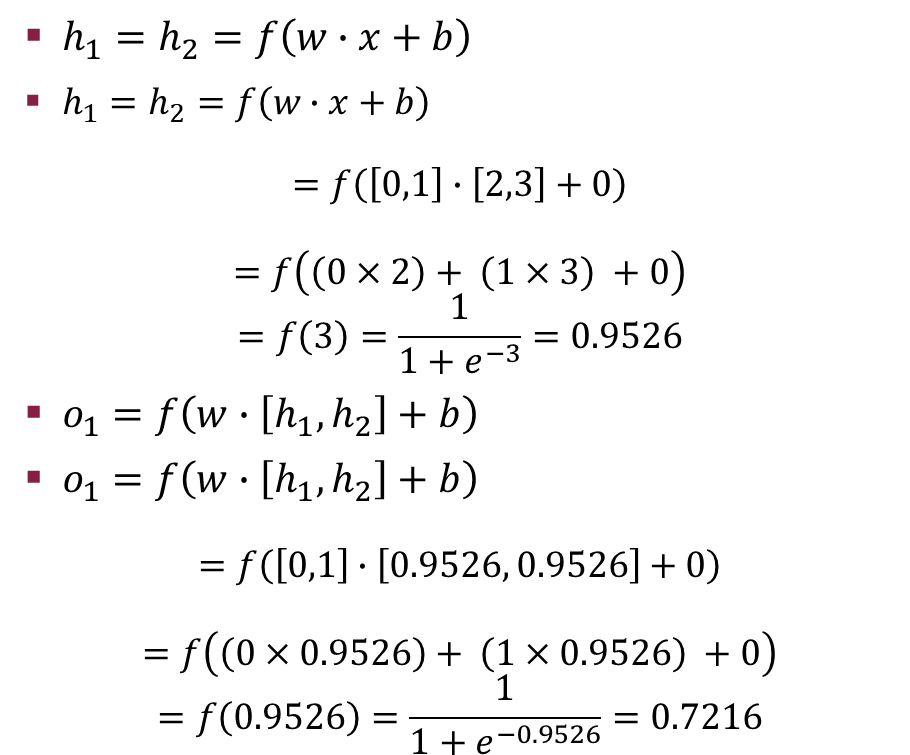 ▪ h₁ = h₂ = f(w · x + b)
▪ h₁ = h₂ = f(w · x + b)
= f([0,1] · [2,3] + 0)
= f((0 × 2) + (1 × 3) + 0)
= f(3) = 1 / (1 + e⁻³) = 0.9526
▪ o₁ = f(w · [h₁, h₂] + b)
▪ o₁ = f(w · [h₁, h₂] + b)
= f([0,1] · [0.9526, 0.9526] + 0)
= f((0 × 0.9526) + (1 × 0.9526) + 0)
= f(0.9526) = 1 / (1 + e^(−0.9526)) = 0.7216